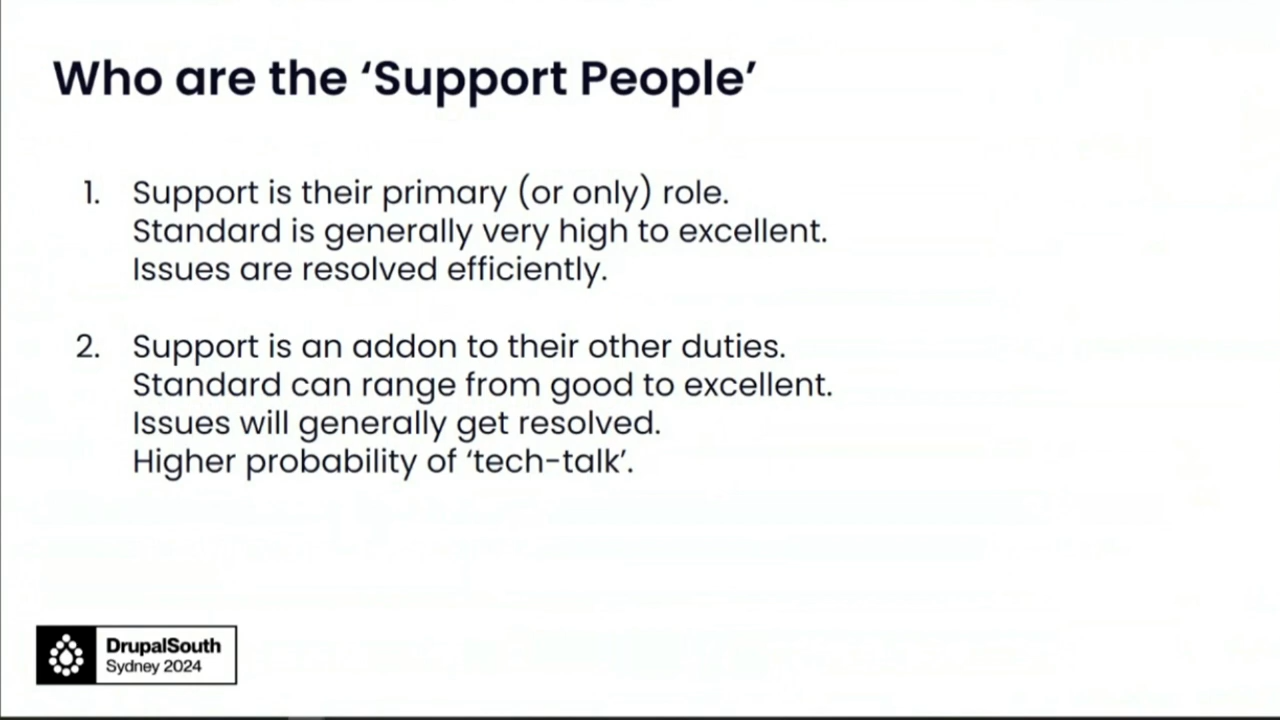 Who are the ‘Support People’
1. Support is their primary (or only) role.
Standard is generally very high to excellent.
Issues are resolved efficiently.
2. Support is an addon to their other duties.
Standard can range from good to excellent.
Issues will generally get resolved.
Higher probability of ‘tech-talk’.
DrupalSouth
Sydney 2024